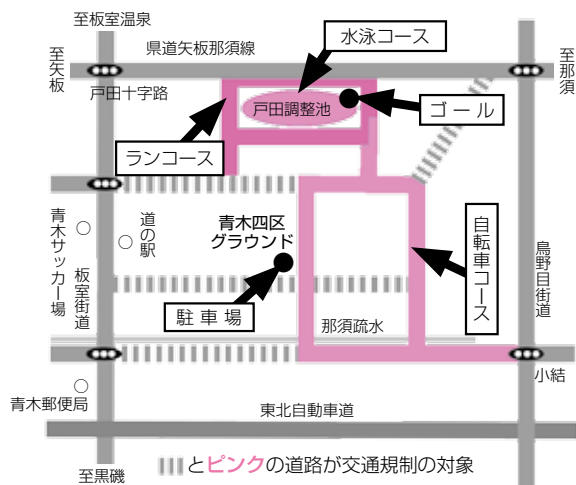 至板室温泉
水泳コース
県道矢板那須線
至矢板
至那須
戸田十字路
戸田調整池
ゴール
ランコース
青木サッカー場
板室街道
道の駅
青木四区
グラウンド
自転車コース
鳥野目街道
駐車場
那須疏水
小結
青木郵便局
東北自動車道
至黒磯
とピンクの道路が交通規制の対象